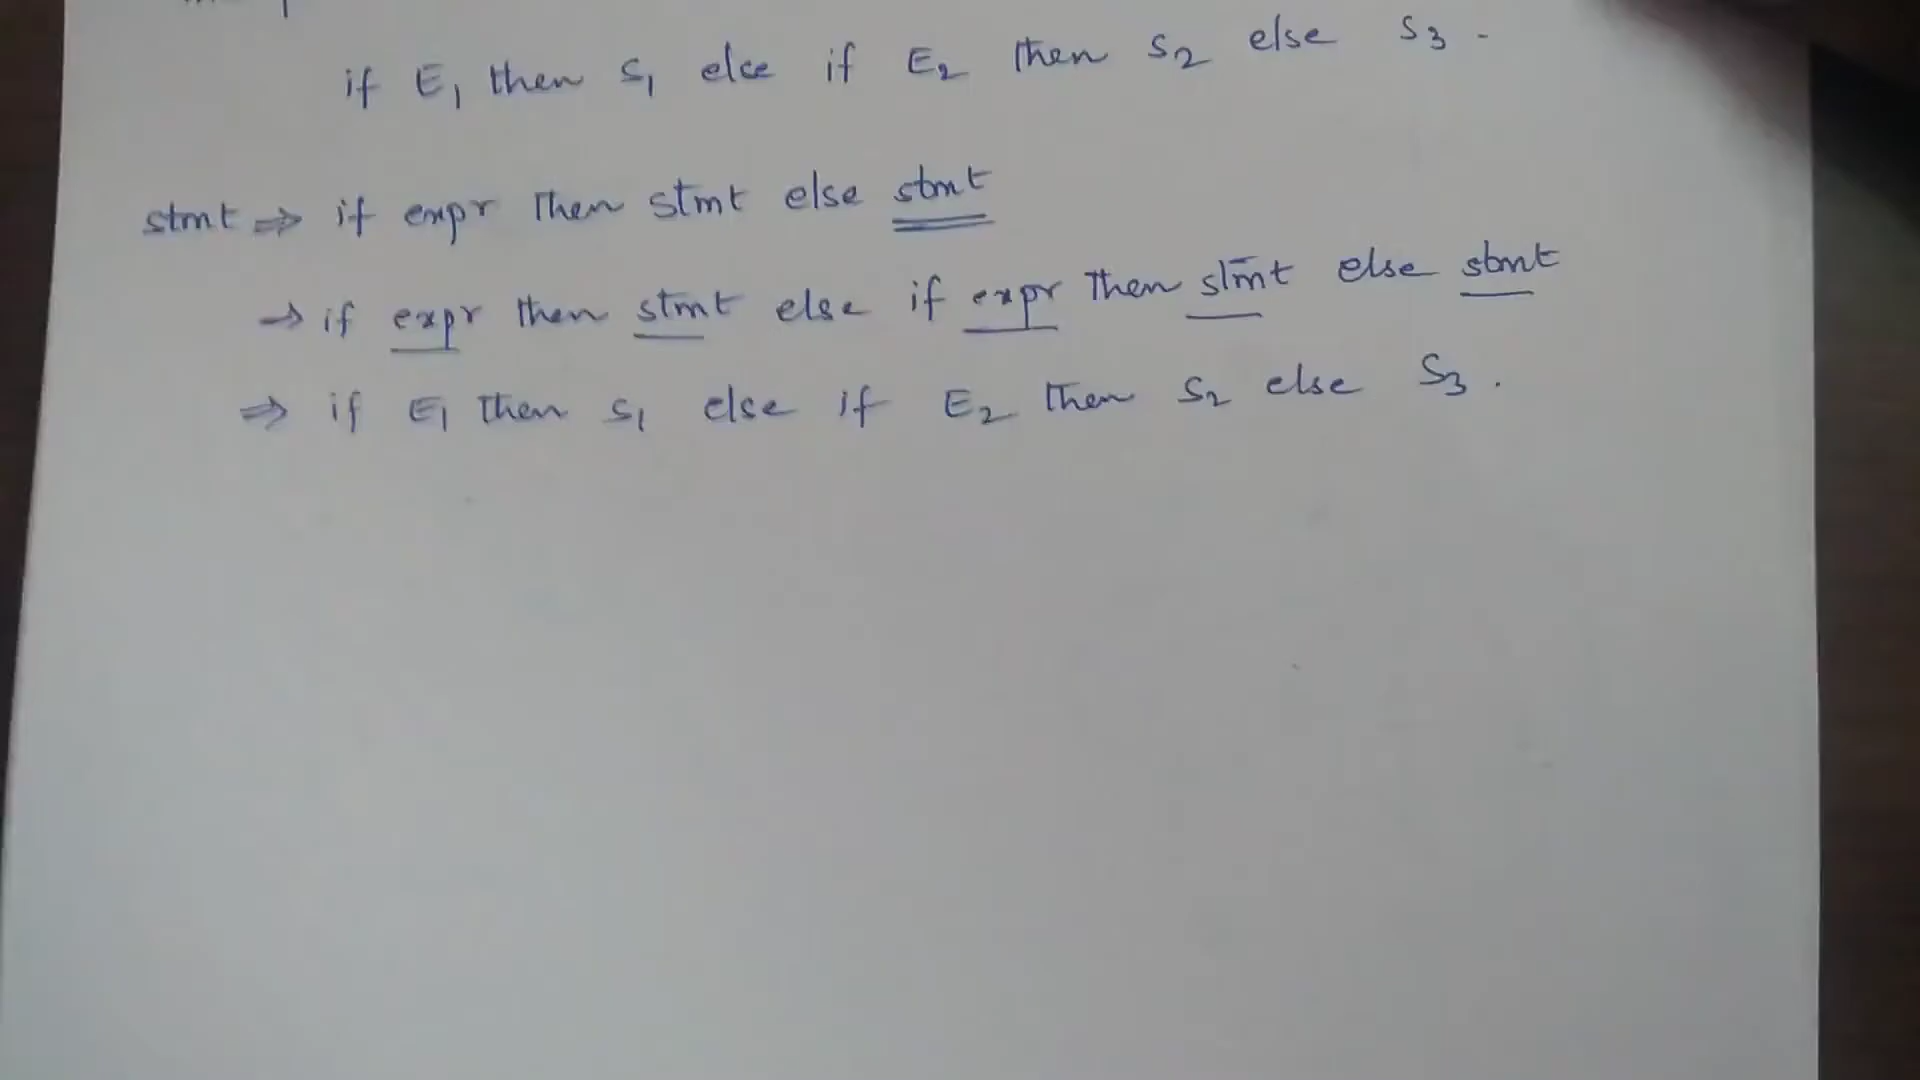 if E₁ then S₁ else if E₂ then S₂ else S₃ .
stmt ⇒ if expr then stmt else stmt
→ if expr then stmt else if expr then stmt else stmt
⇒ if E₁ then S₁ else if E₂ then S₂ else S₃ .